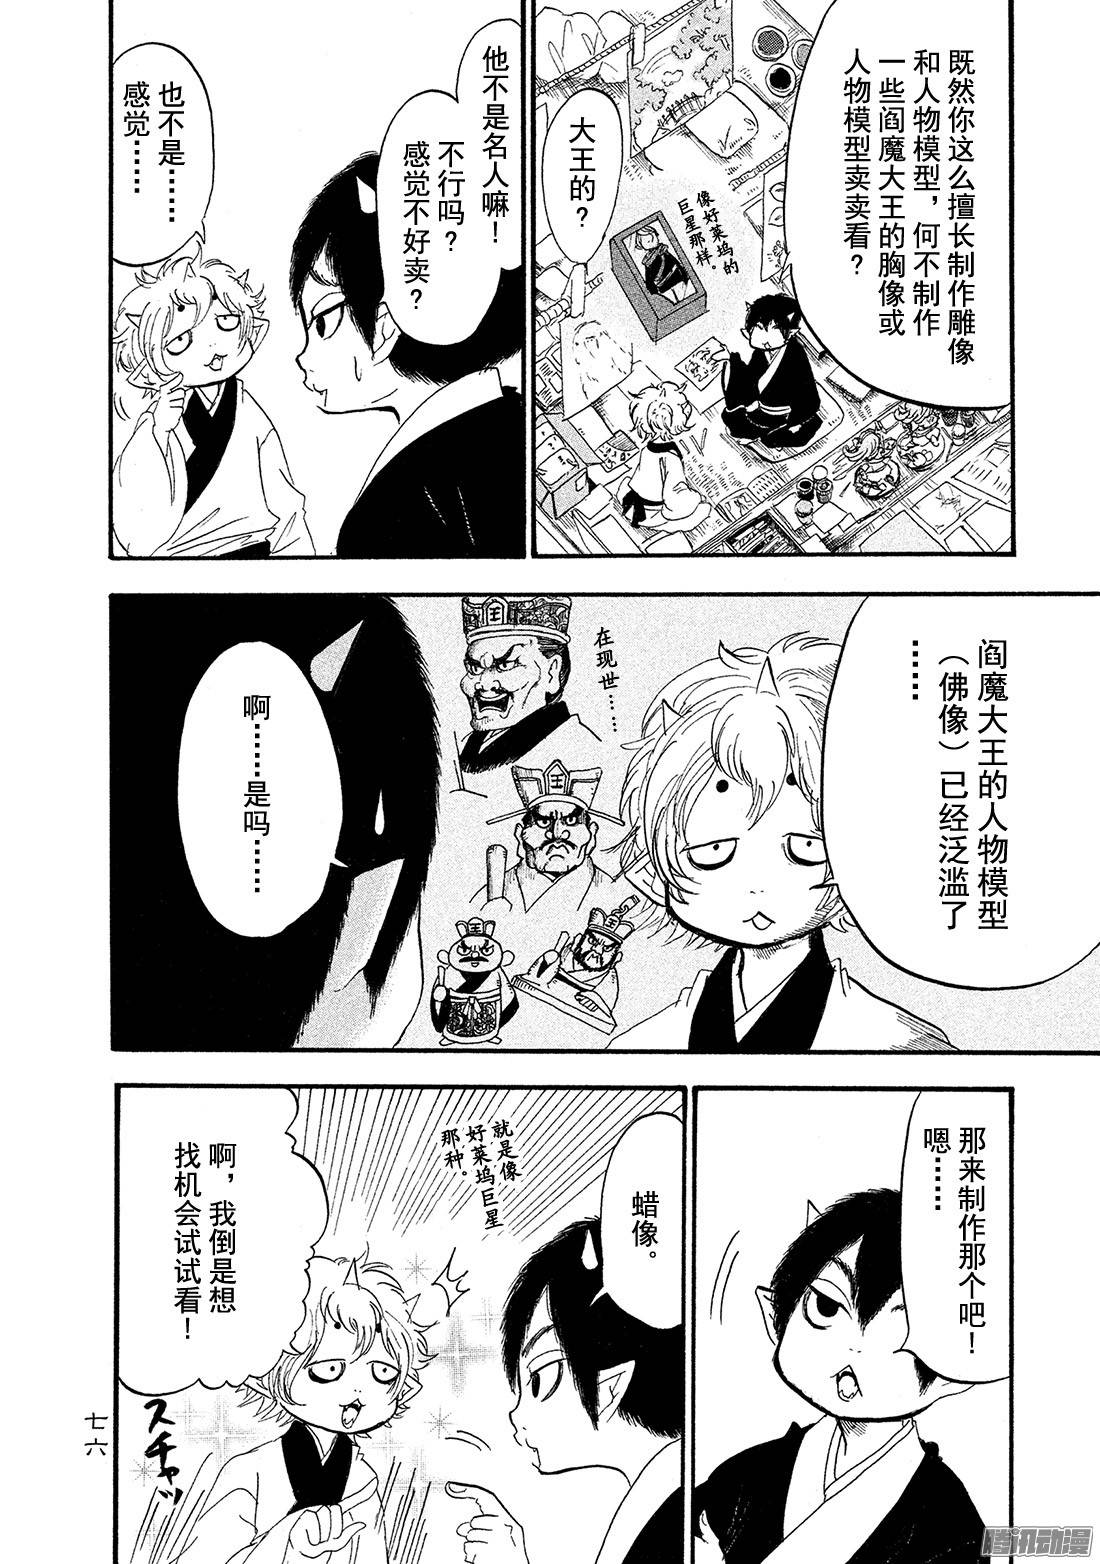 既然你这么擅长制作雕像
和人物模型，何不制作
一些阎魔大王的胸像或
人物模型卖卖看？
像好莱坞的
巨星那样。
大王的？
他不是名人嘛！
不行吗？
感觉不好卖？
也不是……
感觉……
阎魔大王的人物模型
（佛像）已经泛滥了
……
在现世……
王
王
啊……是吗……
那来制作那个吧！
嗯……
蜡像。
就是像
好莱坞巨星
那种。
啊，我倒是想
找机会试试看！
スチャッ
七六
腾讯动漫